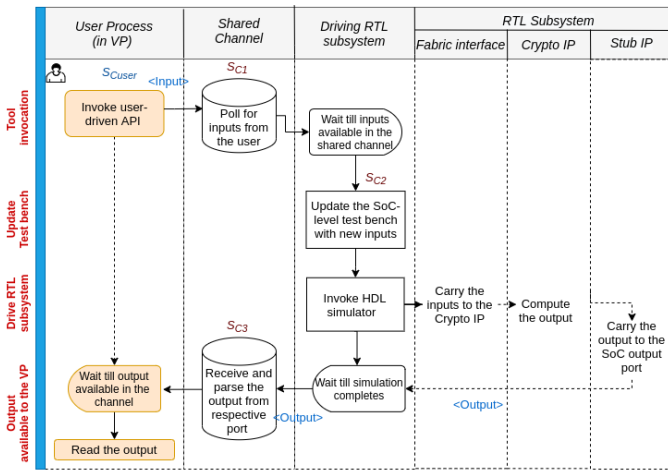 User Process
(in VP)
Shared
Channel
Driving RTL
subsystem
RTL Subsystem
Fabric interface
Crypto IP
Stub IP
Tool
invocation
S_Cuser
<Input>
Invoke user-
driven API
S_C1
Poll for
inputs from
the user
Wait till inputs
available in the
shared channel
Update
Test bench
S_C2
Update the SoC-
level test bench
with new inputs
Drive RTL
subsystem
Invoke HDL
simulator
Carry the
inputs to the
Crypto IP
Compute
the output
Carry the
output to the
SoC output
port
Output
available to the VP
S_C3
Wait till output
available in the
channel
Receive and
parse the
output from
respective
port
<Output>
Wait till simulation
completes
<Output>
Read the output